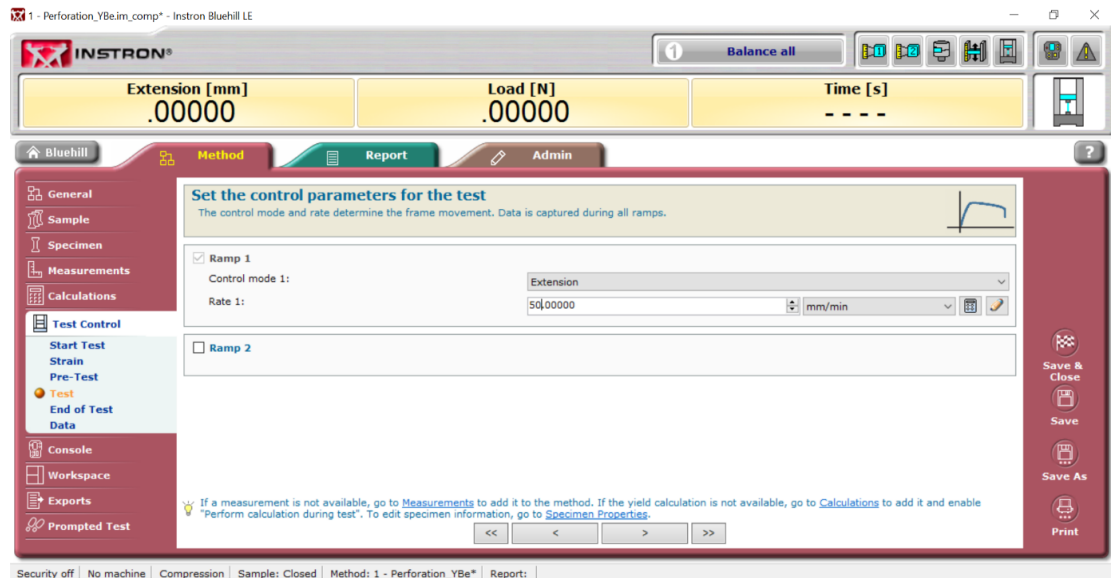 1 - Perforation_YBe.im_comp* - Instron Bluehill LE
INSTRON®
1 Balance all
1 2
Extension [mm] Load [N] Time [s]
.00000 .00000 ----
Bluehill Method Report Admin ?
General
Sample
Specimen
Measurements
Calculations
Test Control
Start Test
Strain
Pre-Test
Test
End of Test
Data
Console
Workspace
Exports
Prompted Test
Set the control parameters for the test
The control mode and rate determine the frame movement. Data is captured during all ramps.
Ramp 1
Control mode 1: Extension
Rate 1: 50.00000 mm/min
Ramp 2
If a measurement is not available, go to Measurements to add it to the method. If the yield calculation is not available, go to Calculations to add it and enable
"Perform calculation during test". To edit specimen information, go to Specimen Properties.
<< < > >>
Save &
Close
Save
Save As
Print
Security off No machine Compression Sample: Closed Method: 1 - Perforation_YBe* Report: